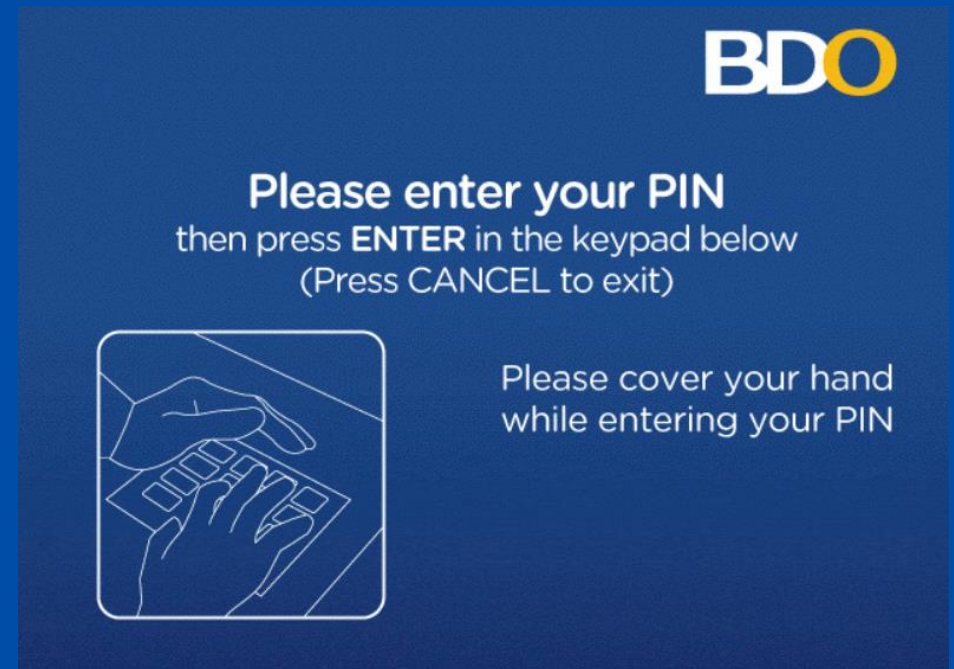 BDO
Please enter your PIN
then press ENTER in the keypad below
(Press CANCEL to exit)
Please cover your hand
while entering your PIN